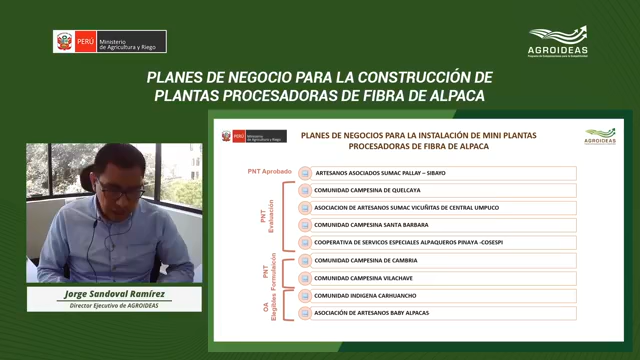 PERÚ
Ministerio
de Agricultura y Riego
AGROIDEAS
PLANES DE NEGOCIO PARA LA CONSTRUCCIÓN DE
PLANTAS PROCESADORAS DE FIBRA DE ALPACA
PERÚ
PLANES DE NEGOCIOS PARA LA INSTALACIÓN DE MINI PLANTAS
PROCESADORAS DE FIBRA DE ALPACA
AGROIDEAS
PNT Aprobado
ARTESANOS ASOCIADOS SUMAC PALLAY – SIBAYO
PNT
Evaluación
COMUNIDAD CAMPESINA DE QUELCAYA
ASOCIACION DE ARTESANOS SUMAC VICUÑITAS DE CENTRAL UMPUCO
COMUNIDAD CAMPESINA SANTA BARBARA
COOPERATIVA DE SERVICIOS ESPECIALES ALPAQUEROS PINAYA -COSESPI
PNT
Formulación
COMUNIDAD CAMPESINA DE CAMBRIA
COMUNIDAD CAMPESINA VILACHAVE
OA
Elegibles
COMUNIDAD INDIGENA CARHUANCHO
ASOCIACIÓN DE ARTESANOS BABY ALPACAS
Jorge Sandoval Ramírez
Director Ejecutivo de AGROIDEAS